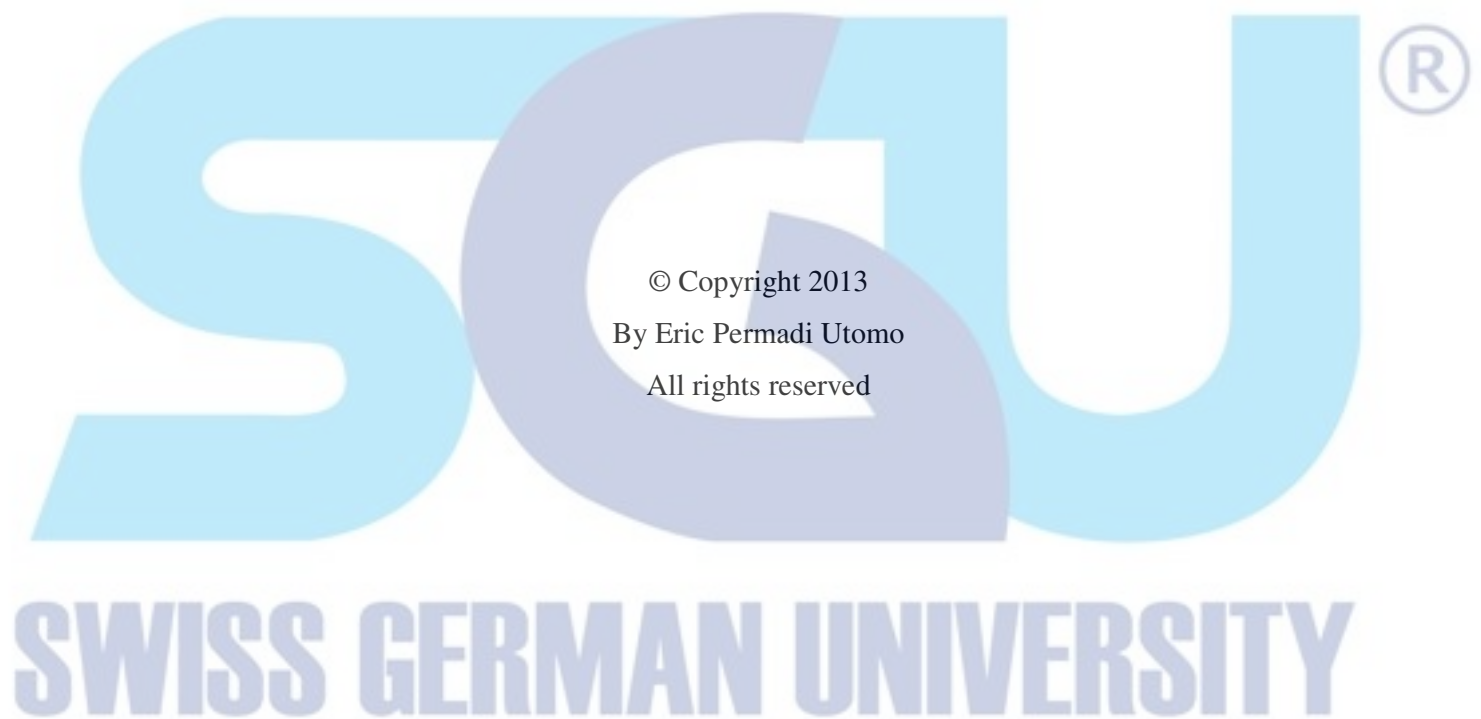 SGU ®
© Copyright 2013
By Eric Permadi Utomo
All rights reserved
SWISS GERMAN UNIVERSITY